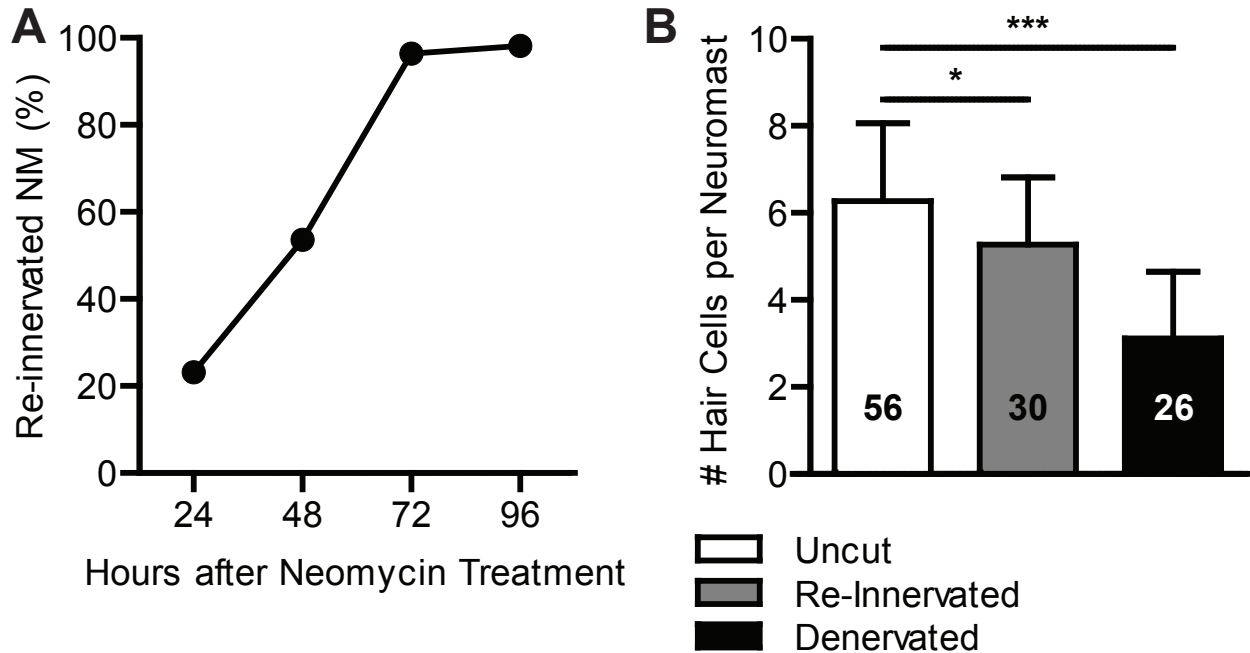 A
Re-innervated NM (%)
100
80
60
40
20
0
24 48 72 96
Hours after Neomycin Treatment
B
# Hair Cells per Neuromast
10
8
6
4
2
0
***
*
56 30 26
Uncut
Re-Innervated
Denervated